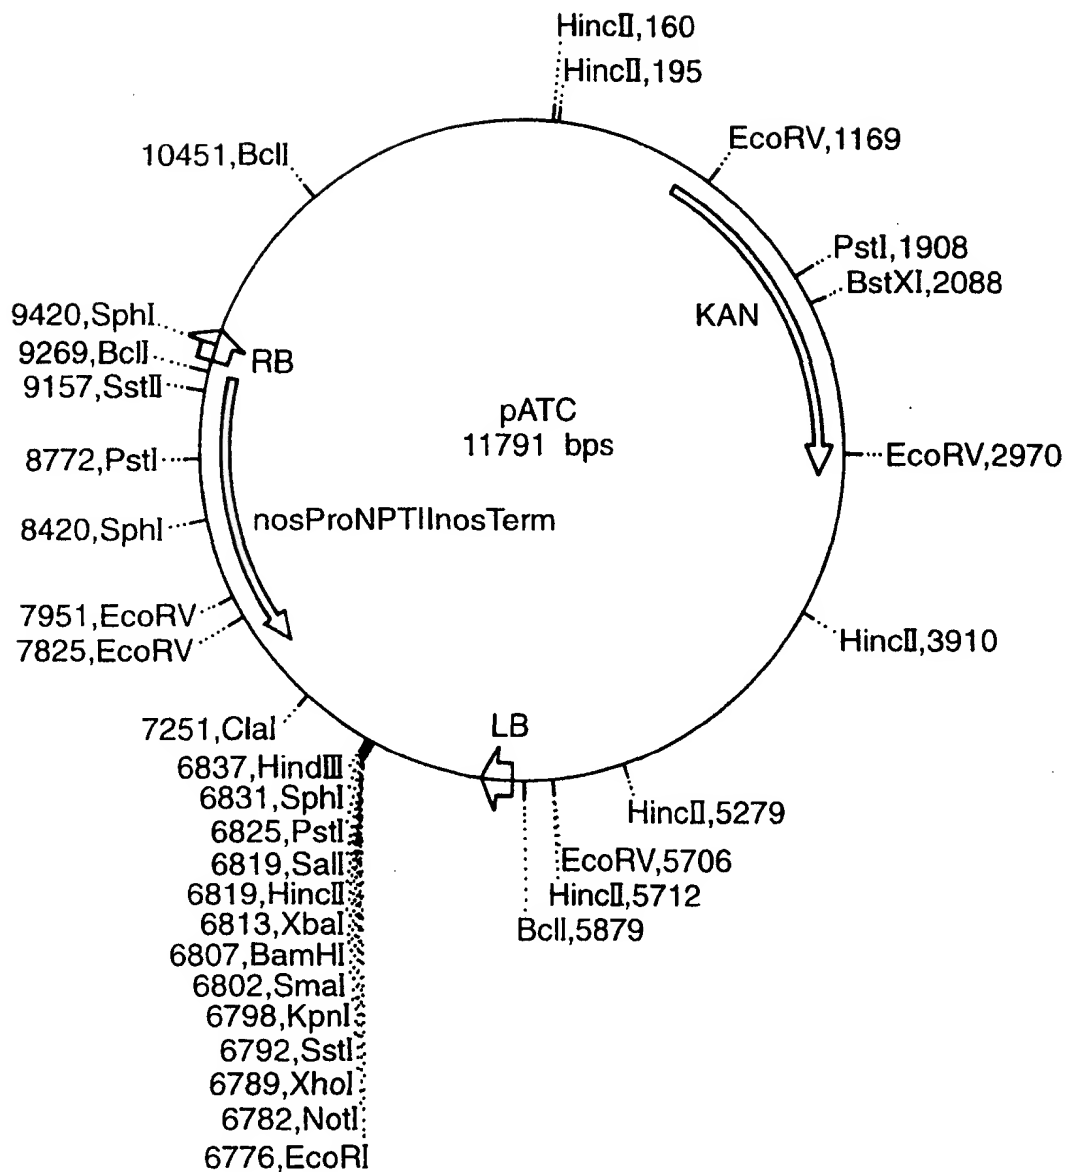 HincⅡ,160
HincⅡ,195
EcoRV,1169
10451,BclI
PstI,1908
BstXI,2088
KAN
9420,SphI
9269,BclI
RB
9157,SstⅡ
pATC
11791 bps
8772,PstI
EcoRV,2970
8420,SphI
nosProNPTIInosTerm
7951,EcoRV
7825,EcoRV
HincⅡ,3910
7251,ClaI
LB
6837,HindⅢ
6831,SphI
6825,PstI
6819,SalI
6819,HincⅡ
6813,XbaI
6807,BamHI
6802,SmaI
6798,KpnI
6792,SstI
6789,XhoI
6782,NotI
6776,EcoRI
HincⅡ,5279
EcoRV,5706
HincⅡ,5712
BclI,5879